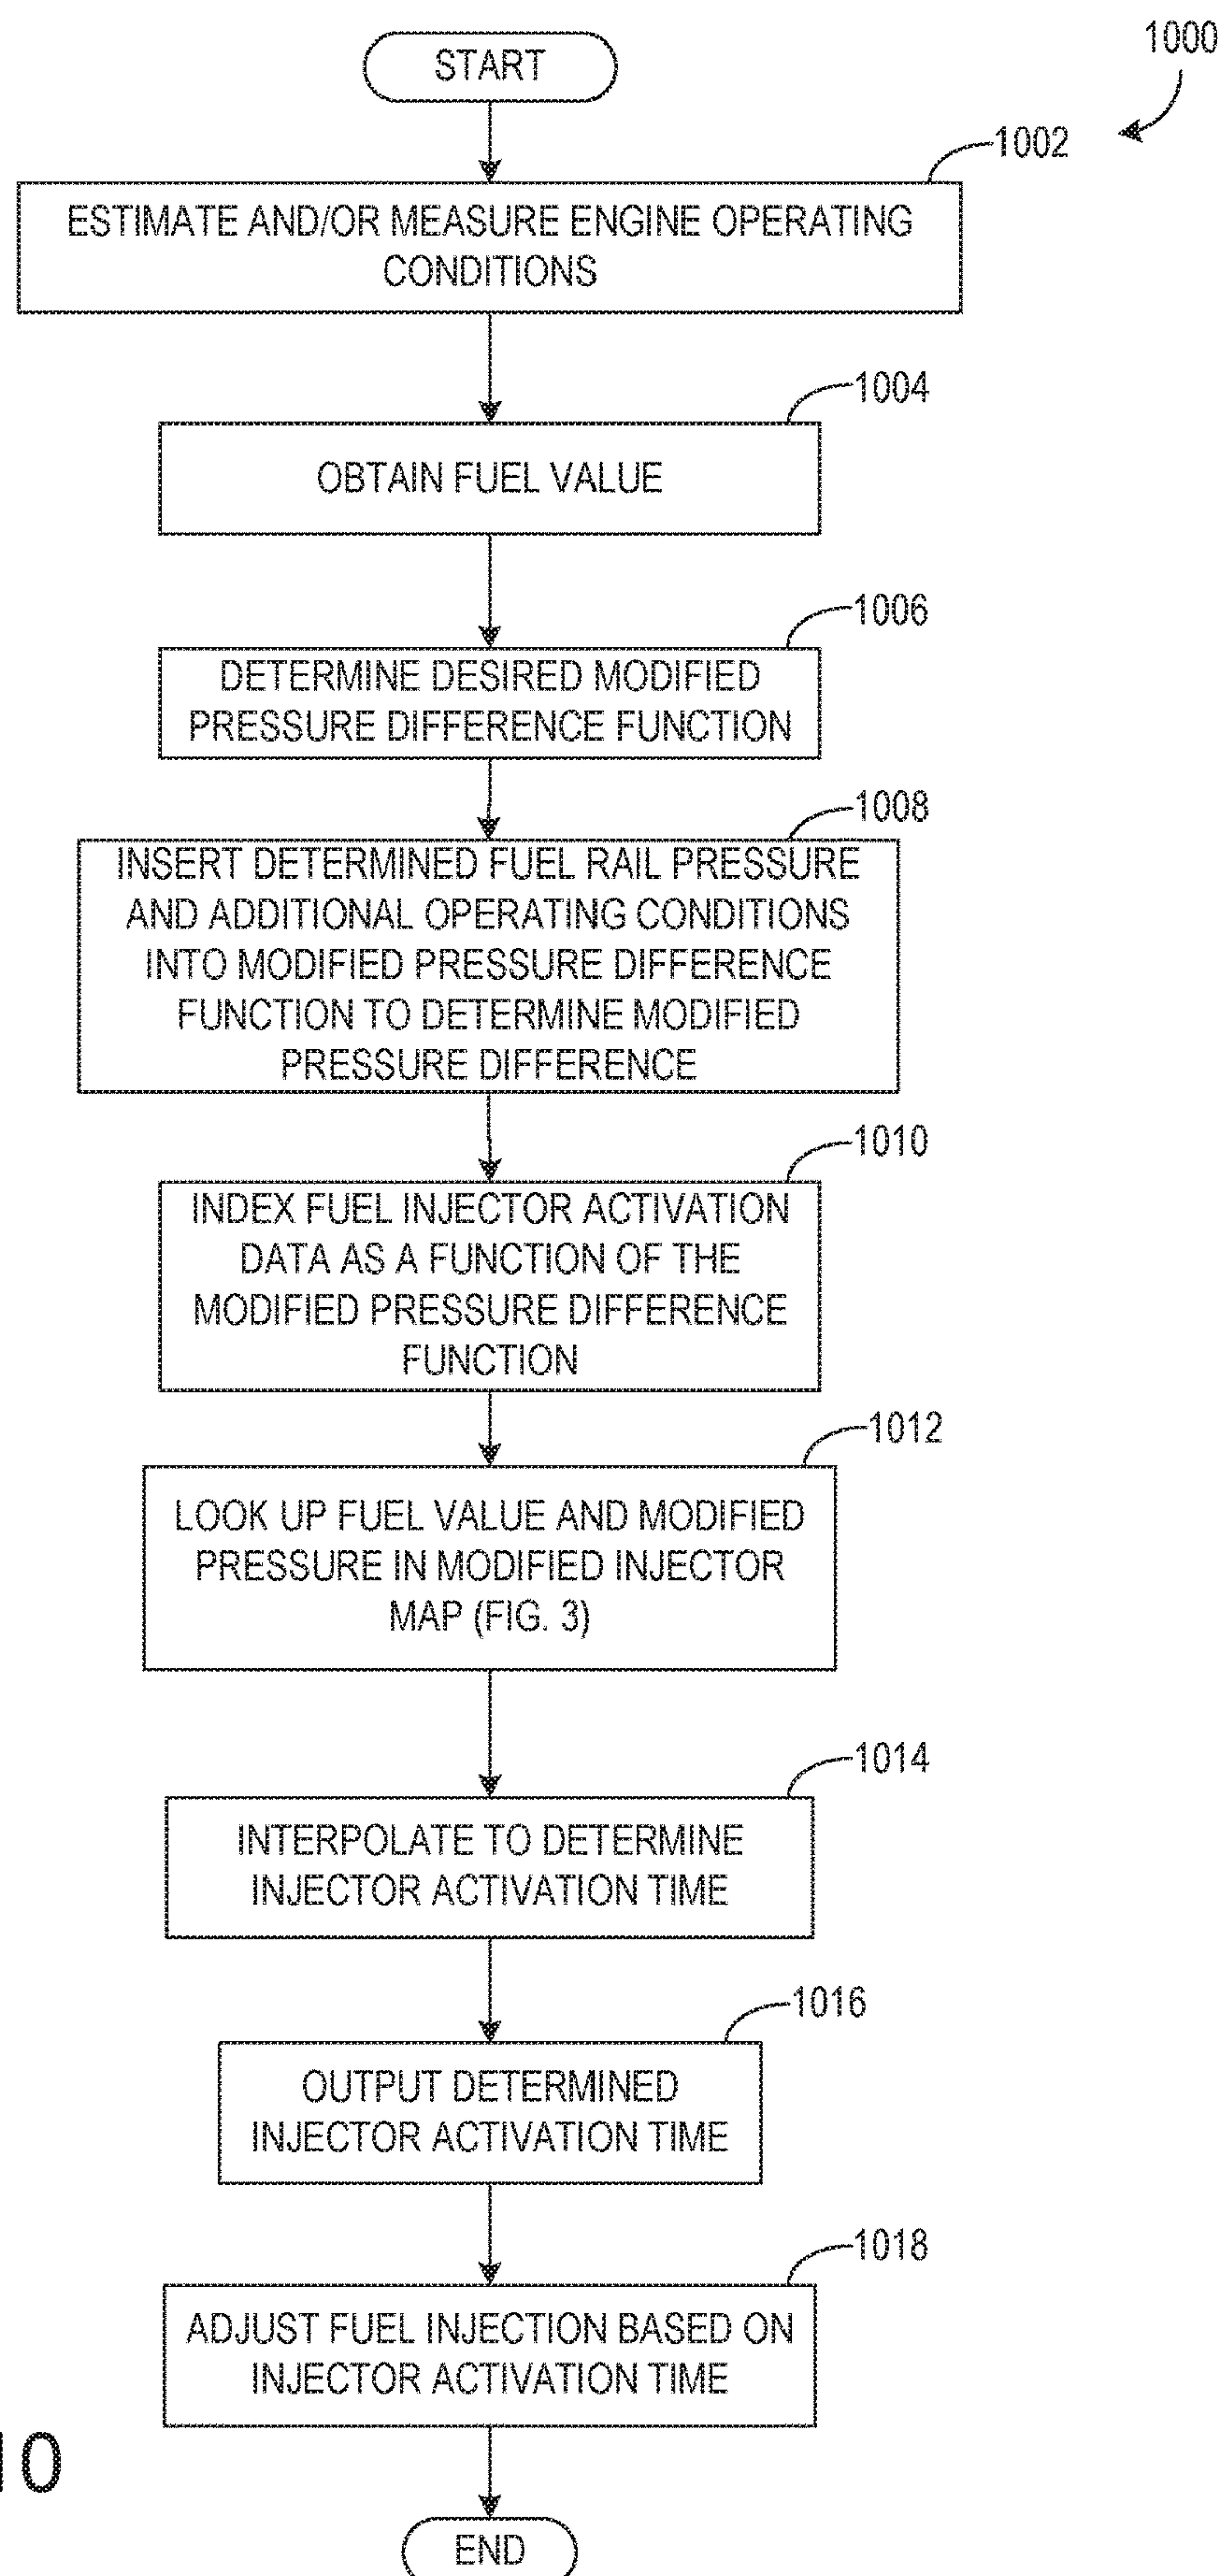 START
1000
1002
ESTIMATE AND/OR MEASURE ENGINE OPERATING
CONDITIONS
1004
OBTAIN FUEL VALUE
1006
DETERMINE DESIRED MODIFIED
PRESSURE DIFFERENCE FUNCTION
1008
INSERT DETERMINED FUEL RAIL PRESSURE
AND ADDITIONAL OPERATING CONDITIONS
INTO MODIFIED PRESSURE DIFFERENCE
FUNCTION TO DETERMINE MODIFIED
PRESSURE DIFFERENCE
1010
INDEX FUEL INJECTOR ACTIVATION
DATA AS A FUNCTION OF THE
MODIFIED PRESSURE DIFFERENCE
FUNCTION
1012
LOOK UP FUEL VALUE AND MODIFIED
PRESSURE IN MODIFIED INJECTOR
MAP (FIG. 3)
1014
INTERPOLATE TO DETERMINE
INJECTOR ACTIVATION TIME
1016
OUTPUT DETERMINED
INJECTOR ACTIVATION TIME
1018
ADJUST FUEL INJECTION BASED ON
INJECTOR ACTIVATION TIME
10
END